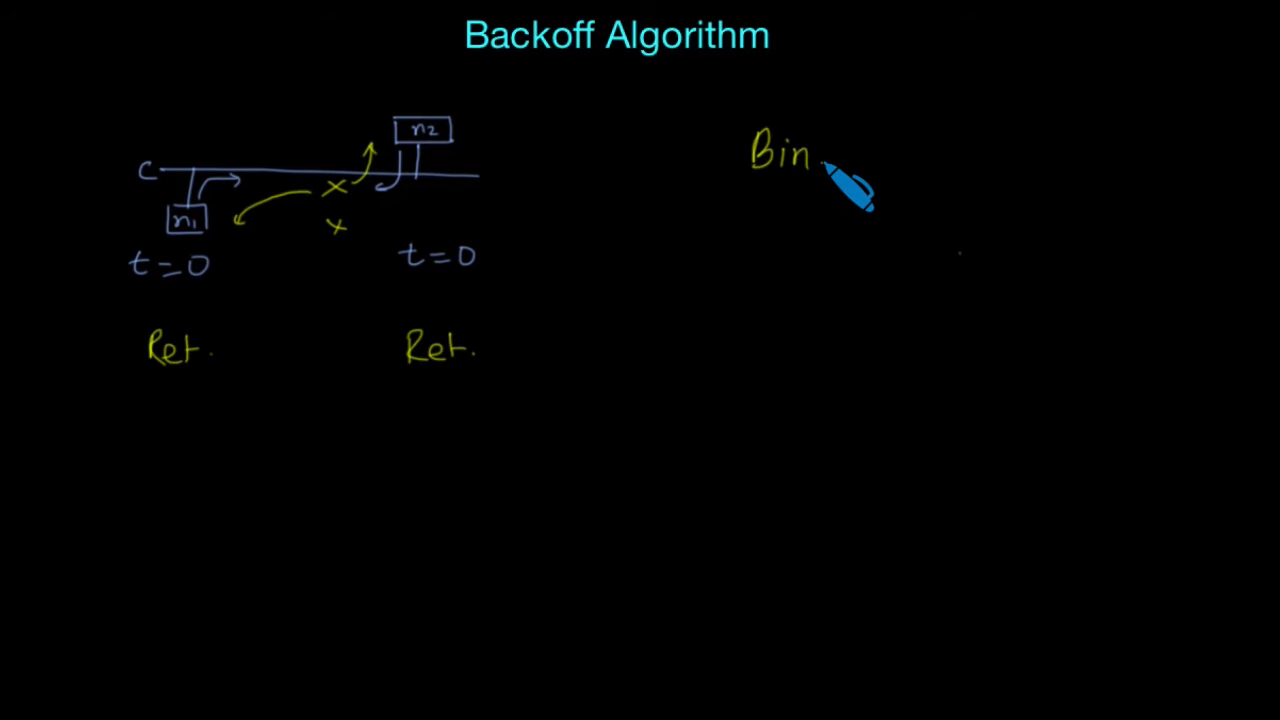 Backoff Algorithm
n2
Bin
C
n1
t=0 t=0
Ret. Ret.